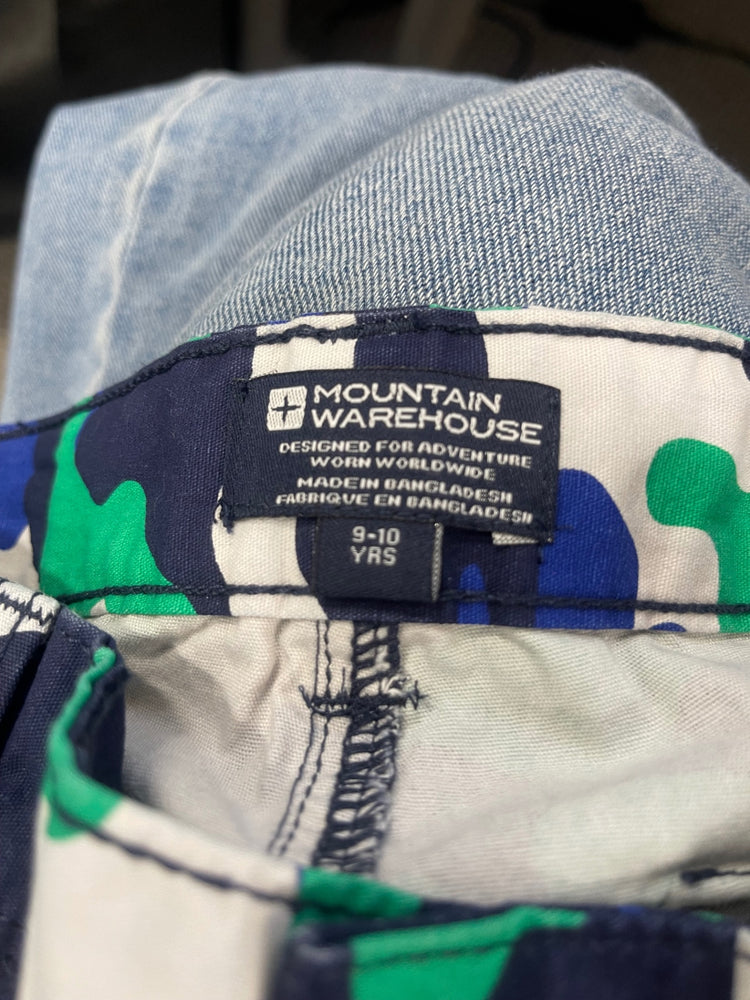 MOUNTAIN
WAREHOUSE
DESIGNED FOR ADVENTURE
WORN WORLDWIDE
MADE IN BANGLADESH
FABRIQUE EN BANGLADESH
9-10
YRS